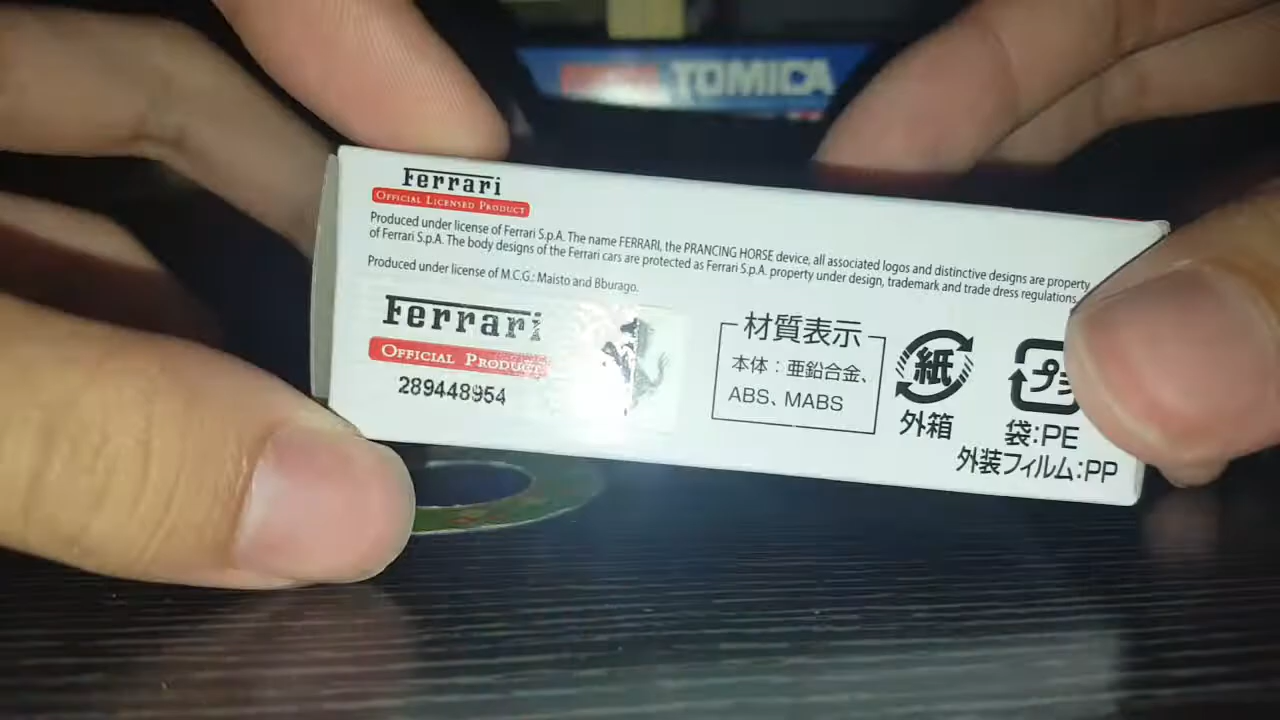 TOMICA
Ferrari
OFFICIAL LICENSED PRODUCT
Produced under license of Ferrari S.p.A. The name FERRARI, the PRANCING HORSE device, all associated logos and distinctive designs are property
of Ferrari S.p.A. The body designs of the Ferrari cars are protected as Ferrari S.p.A. property under design, trademark and trade dress regulations.
Produced under license of M.C.G.: Maisto and Bburago.
Ferrari
OFFICIAL PRODUCT
289448954
材質表示
本体：亜鉛合金、
ABS、MABS
紙
外箱
プラ
袋:PE
外装フィルム:PP